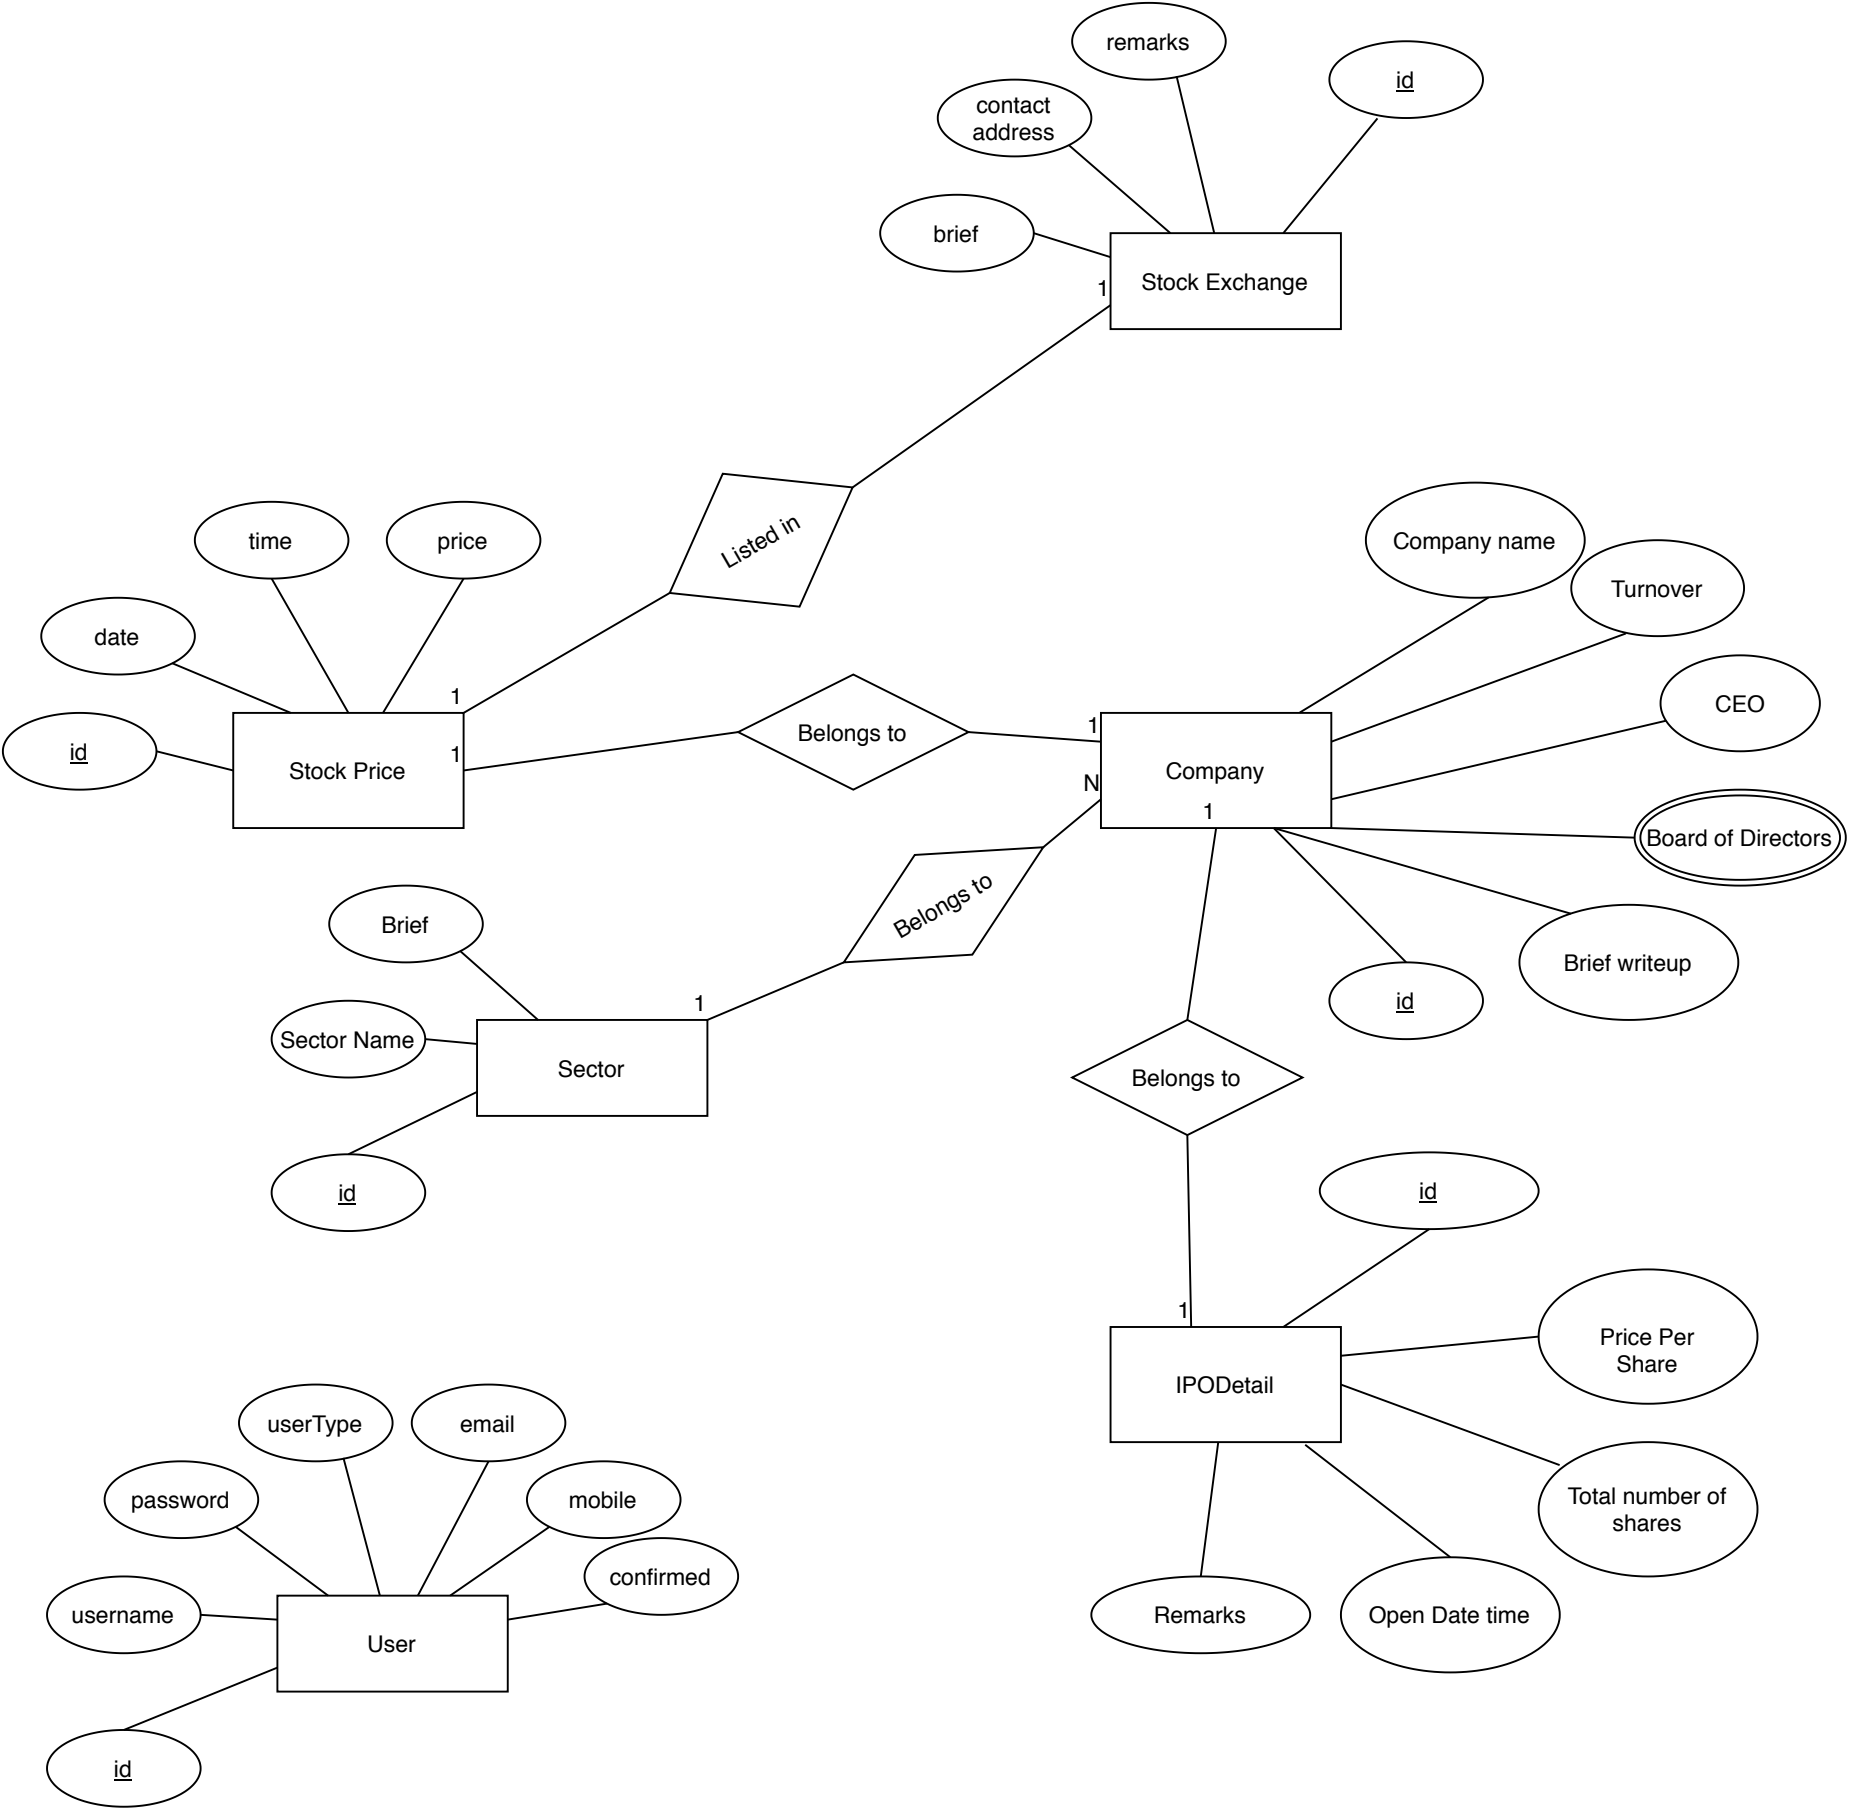 remarks
id
contact
address
brief
Stock Exchange
1
Listed in
time
price
date
id
Stock Price
1
1
Belongs to
1
N
Company
1
Company name
Turnover
CEO
Board of Directors
Brief writeup
id
Belongs to
Brief
Sector Name
1
Sector
id
Belongs to
id
1
IPODetail
Price Per
Share
Total number of
shares
Open Date time
Remarks
userType
email
password
mobile
confirmed
username
User
id